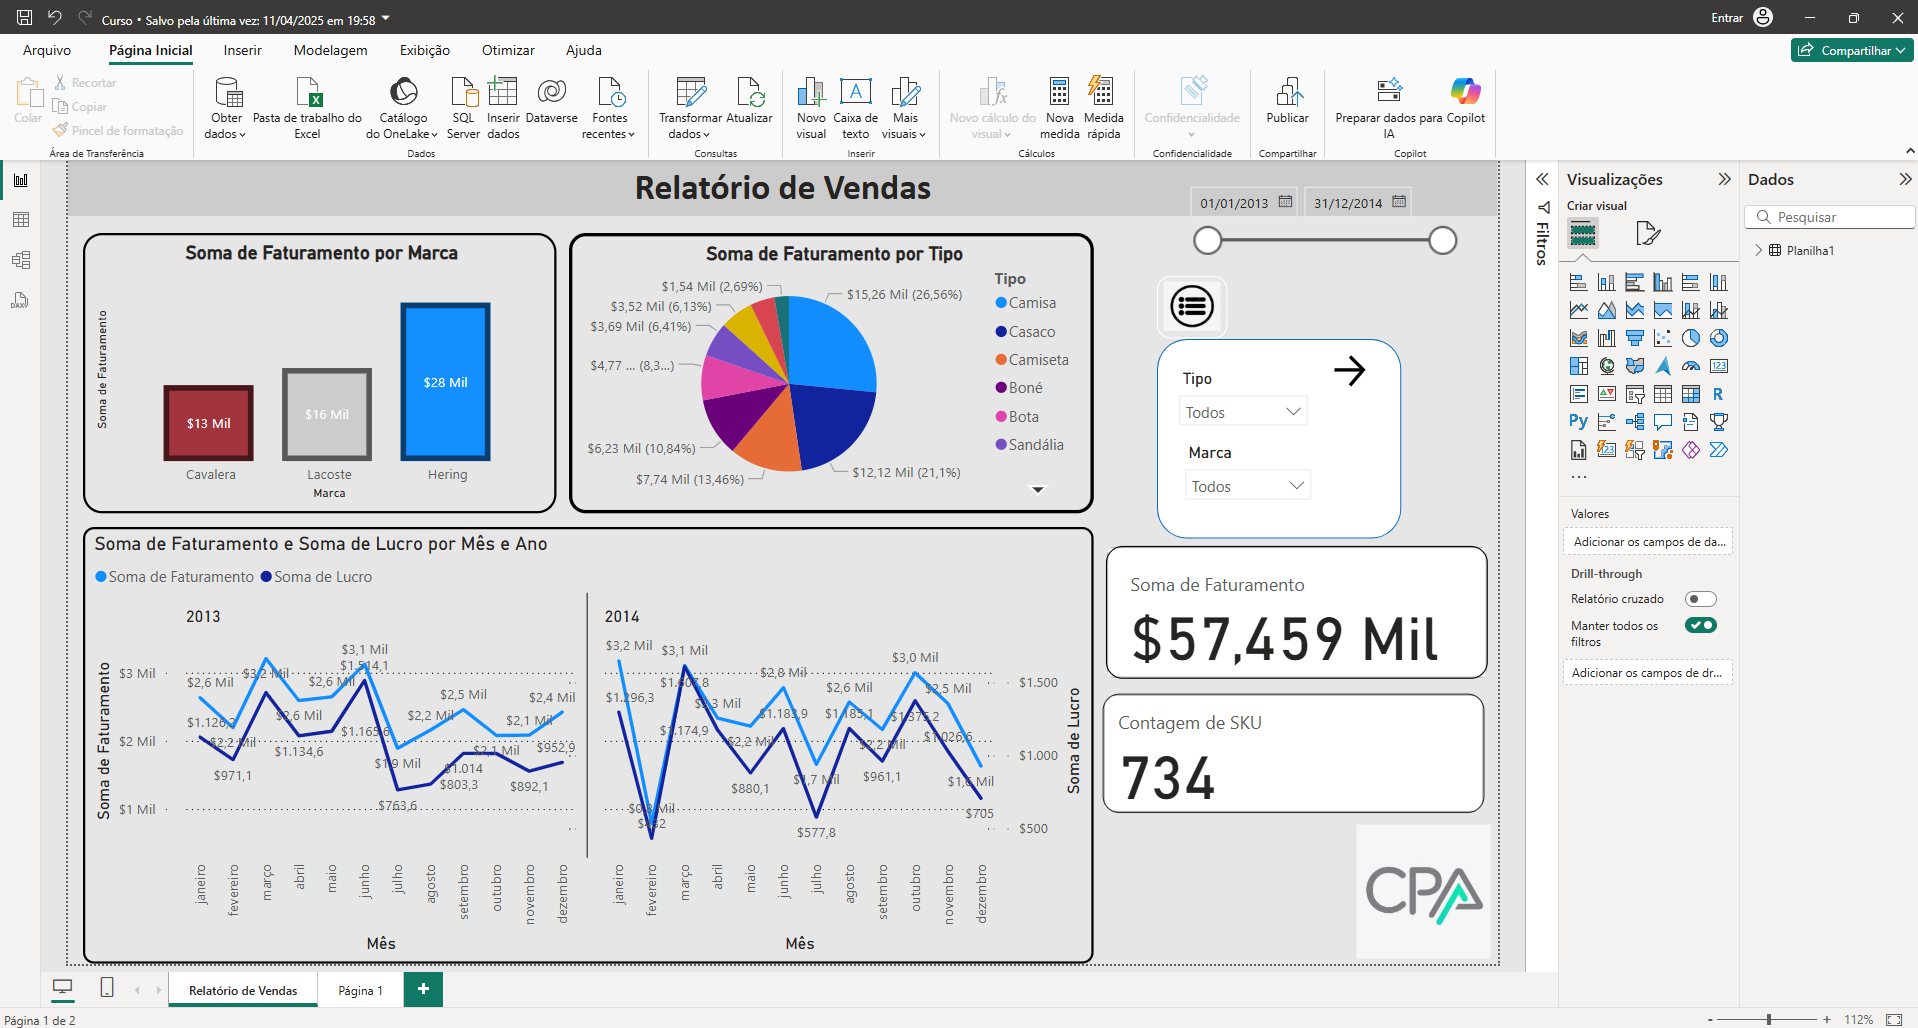 Curso • Salvo pela última vez: 11/04/2025 em 19:58
Entrar
Arquivo
Página Inicial
Inserir
Modelagem
Exibição
Otimizar
Ajuda
Compartilhar
Colar
Recortar
Copiar
Pincel de formatação
Área de Transferência
Obter dados
Pasta de trabalho do Excel
Catálogo do OneLake
SQL Server
Inserir dados
Dataverse
Fontes recentes
Dados
Transformar dados
Atualizar
Consultas
Novo visual
Caixa de texto
Mais visuais
Inserir
Novo cálculo do visual
Nova medida
Medida rápida
Cálculos
Confidencialidade
Confidencialidade
Publicar
Compartilhar
Preparar dados para IA
Copilot
Copilot
Relatório de Vendas
01/01/2013
31/12/2014
Soma de Faturamento por Marca
Soma de Faturamento
$13 Mil
$16 Mil
$28 Mil
Cavalera
Lacoste
Hering
Marca
Soma de Faturamento por Tipo
$1,54 Mil (2,69%)
$3,52 Mil (6,13%)
$3,69 Mil (6,41%)
$4,77 ... (8,3...)
$6,23 Mil (10,84%)
$7,74 Mil (13,46%)
$15,26 Mil (26,56%)
$12,12 Mil (21,1%)
Tipo
Camisa
Casaco
Camiseta
Boné
Bota
Sandália
Tipo
Todos
Marca
Todos
Soma de Faturamento e Soma de Lucro por Mês e Ano
Soma de Faturamento
Soma de Lucro
2013
2014
Soma de Faturamento
$3 Mil
$2 Mil
$1 Mil
$2,6 Mil
$2,2 Mil
$3,2 Mil
$2,6 Mil
$2,6 Mil
$3,1 Mil
$1.9 Mil
$2,2 Mil
$2,5 Mil
$2,1 Mil
$2,1 Mil
$2,4 Mil
$1.126,2
$971,1
$1.134,6
$1.165,6
$1.514,1
$763,6
$803,3
$1.014
$892,1
$952,9
$3,2 Mil
$0,8 Mil
$3,1 Mil
$2,3 Mil
$2,2 Mil
$2,8 Mil
$1,7 Mil
$2,6 Mil
$2,2 Mil
$3,0 Mil
$2,5 Mil
$1,6 Mil
$1.296,3
$432
$1.607,8
$1.174,9
$880,1
$1.183,9
$577,8
$1.185,1
$961,1
$1.375,2
$1.026,6
$705
$1.500
$1.000
$500
Soma de Lucro
janeiro
fevereiro
março
abril
maio
junho
julho
agosto
setembro
outubro
novembro
dezembro
janeiro
fevereiro
março
abril
maio
junho
julho
agosto
setembro
outubro
novembro
dezembro
Mês
Mês
Soma de Faturamento
$57,459 Mil
Contagem de SKU
734
CPA
Filtros
Visualizações
Criar visual
R
Py
123
...
Valores
Adicionar os campos de da...
Drill-through
Relatório cruzado
Manter todos os filtros
Adicionar os campos de dr...
Dados
Pesquisar
Planilha1
Relatório de Vendas
Página 1
+
Página 1 de 2
- + 112%